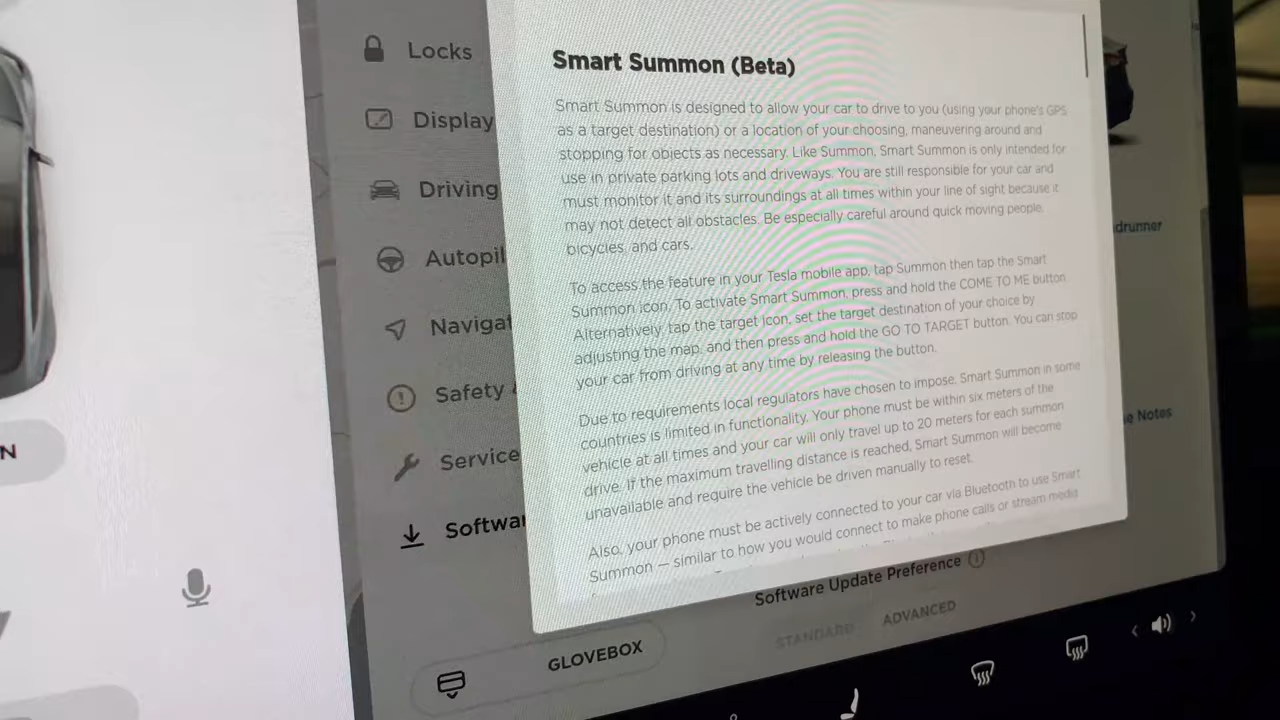 Locks
Display
Driving
Autopil
Navigat
Safety
Service
Softwar
N
Smart Summon (Beta)
Smart Summon is designed to allow your car to drive to you (using your phone's GPS
as a target destination) or a location of your choosing, maneuvering around and
stopping for objects as necessary. Like Summon, Smart Summon is only intended for
use in private parking lots and driveways. You are still responsible for your car and
must monitor it and its surroundings at all times within your line of sight because it
may not detect all obstacles. Be especially careful around quick moving people,
bicycles, and cars.
To access the feature in your Tesla mobile app, tap Summon then tap the Smart
Summon icon. To activate Smart Summon, press and hold the COME TO ME button.
Alternatively, tap the target icon, set the target destination of your choice by
adjusting the map, and then press and hold the GO TO TARGET button. You can stop
your car from driving at any time by releasing the button.
Due to requirements local regulators have chosen to impose, Smart Summon in some
countries is limited in functionality. Your phone must be within six meters of the
vehicle at all times and your car will only travel up to 20 meters for each summon
drive. If the maximum travelling distance is reached, Smart Summon will become
unavailable and require the vehicle be driven manually to reset.
Also, your phone must be actively connected to your car via Bluetooth to use Smart
Summon — similar to how you would connect to make phone calls or stream media
drunner
e Notes
Software Update Preference
STANDARD ADVANCED
GLOVEBOX